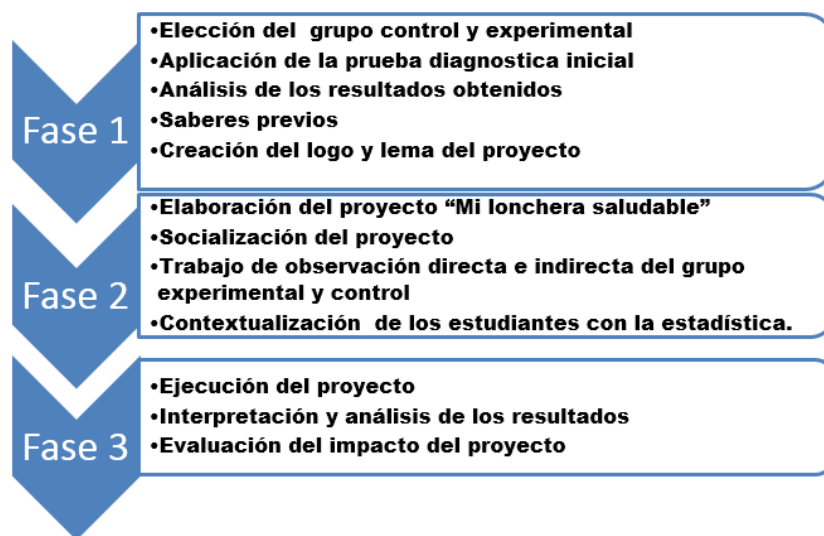 Fase 1
•Elección del  grupo control y experimental
•Aplicación de la prueba diagnostica inicial
•Análisis de los resultados obtenidos
•Saberes previos
•Creación del logo y lema del proyecto
Fase 2
•Elaboración del proyecto “Mi lonchera saludable”
•Socialización del proyecto
•Trabajo de observación directa e indirecta del grupo
experimental y control
•Contextualización  de los estudiantes con la estadística.
Fase 3
•Ejecución del proyecto
•Interpretación y análisis de los resultados
•Evaluación del impacto del proyecto